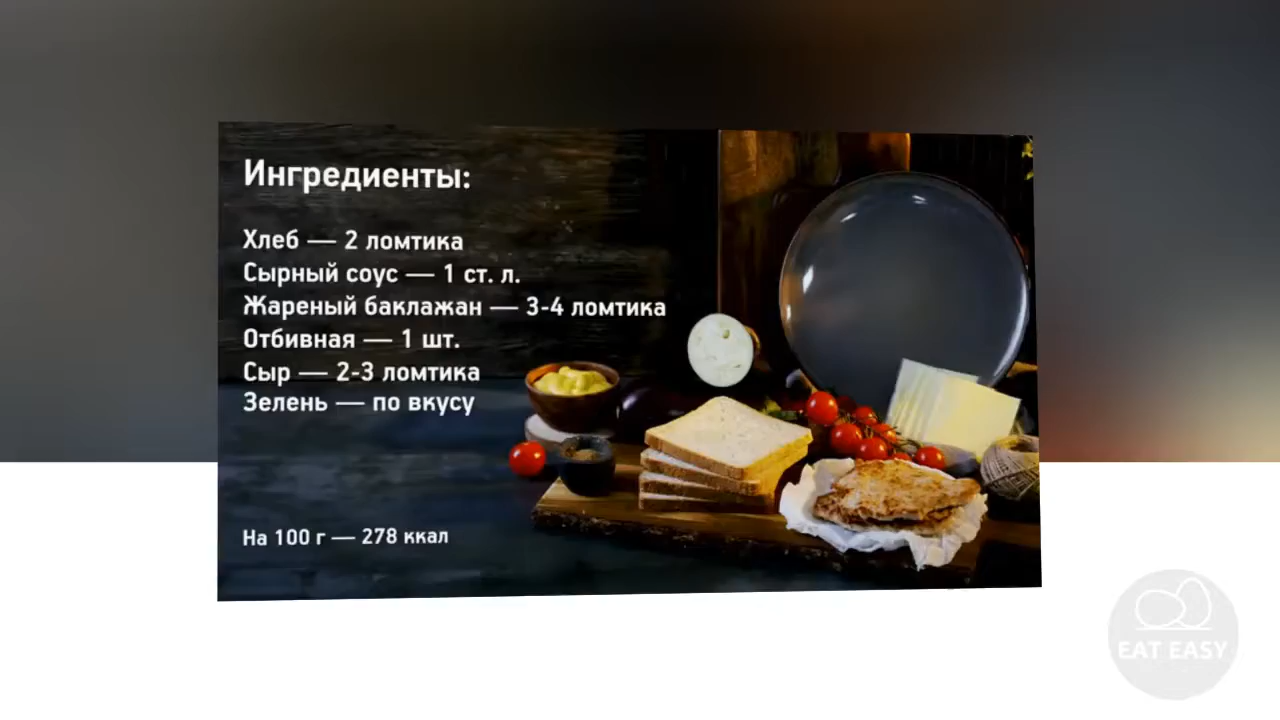 Ингредиенты:
Хлеб — 2 ломтика
Сырный соус — 1 ст. л.
Жареный баклажан — 3-4 ломтика
Отбивная — 1 шт.
Сыр — 2-3 ломтика
Зелень — по вкусу
На 100 г — 278 ккал
EAT EASY